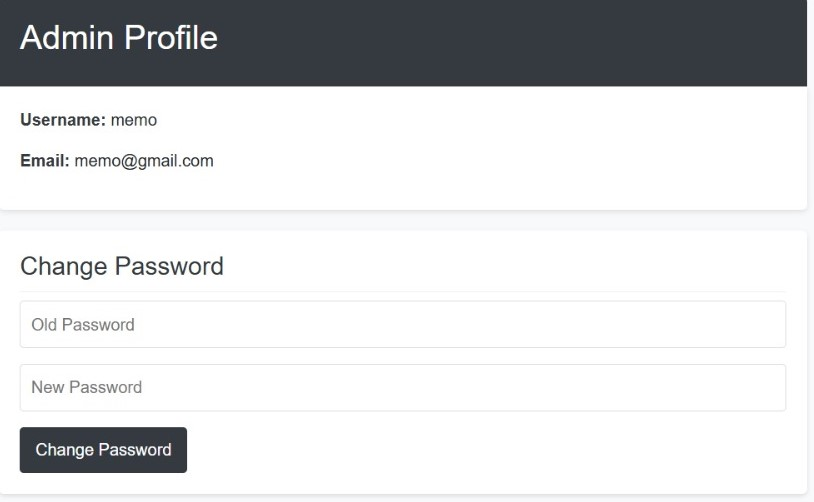 Admin Profile
Username: memo
Email: memo@gmail.com
Change Password
Old Password
New Password
Change Password